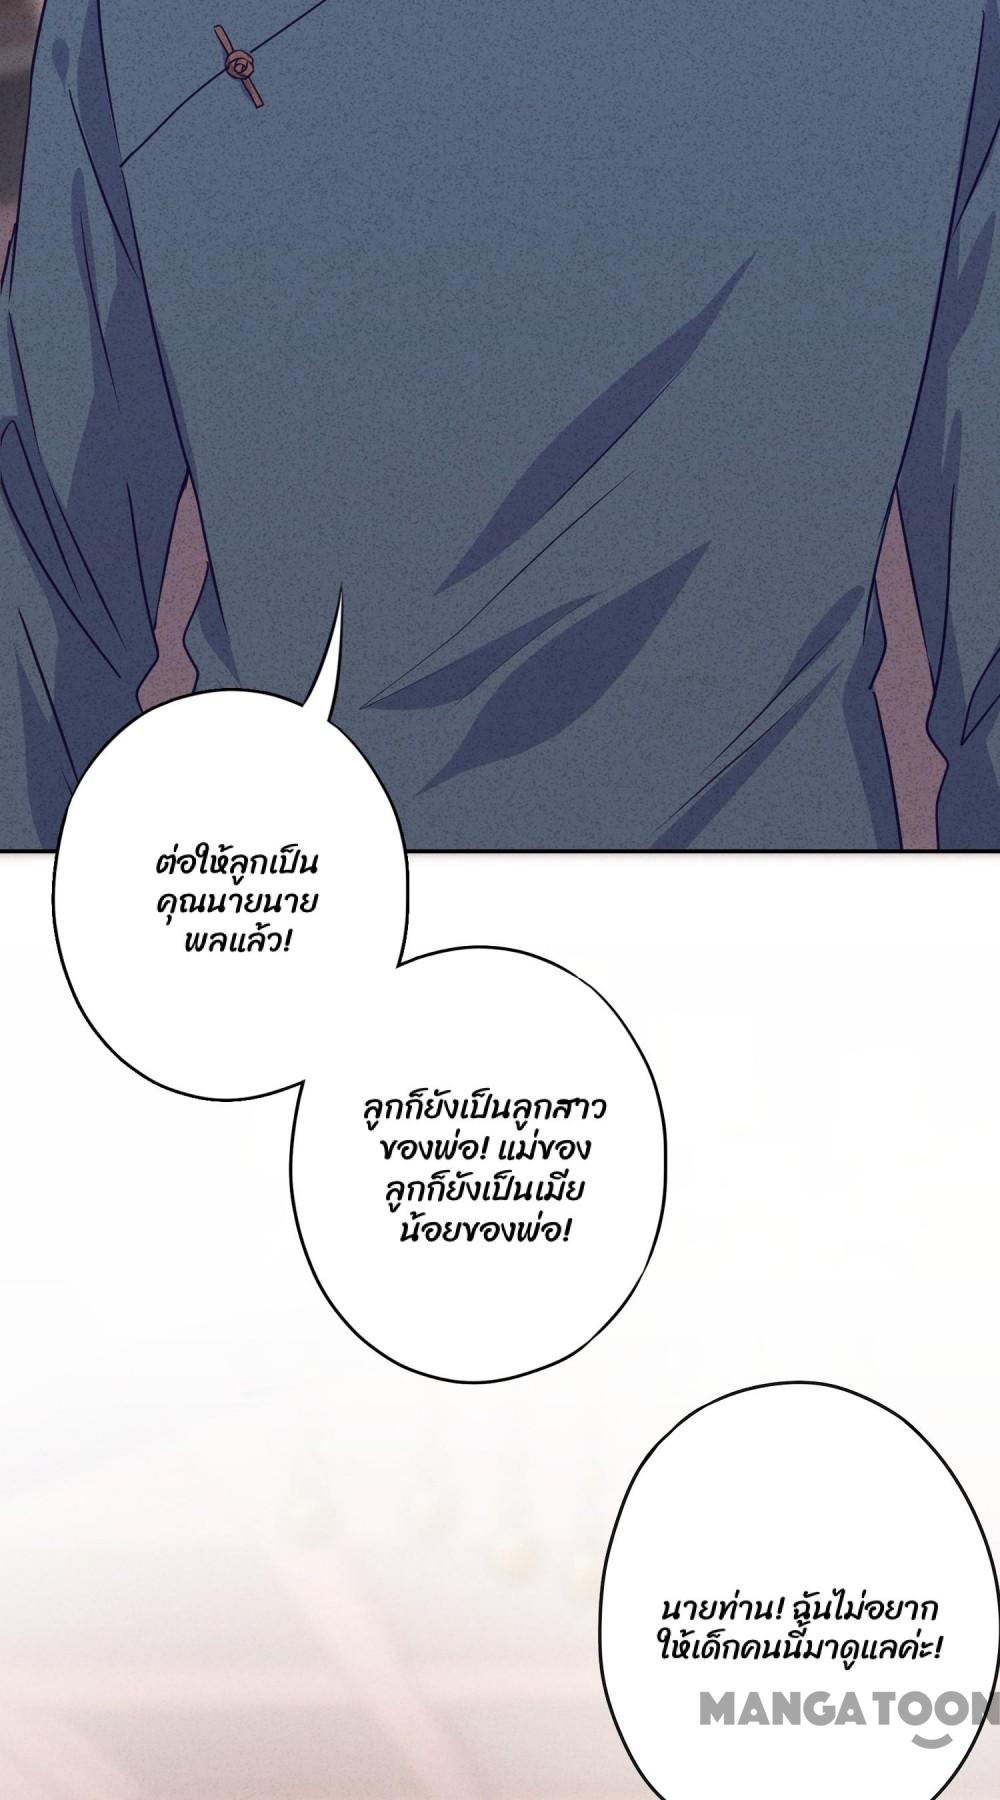 ต่อให้ลูกเป็น
คุณนายนาย
พลแล้ว!
ลูกก็ยังเป็นลูกสาว
ของพ่อ! แม่ของ
ลูกก็ยังเป็นเมีย
น้อยของพ่อ!
นายท่าน! ฉันไม่อยาก
ให้เด็กคนนี้มาดูแลค่ะ!
MANGATOON